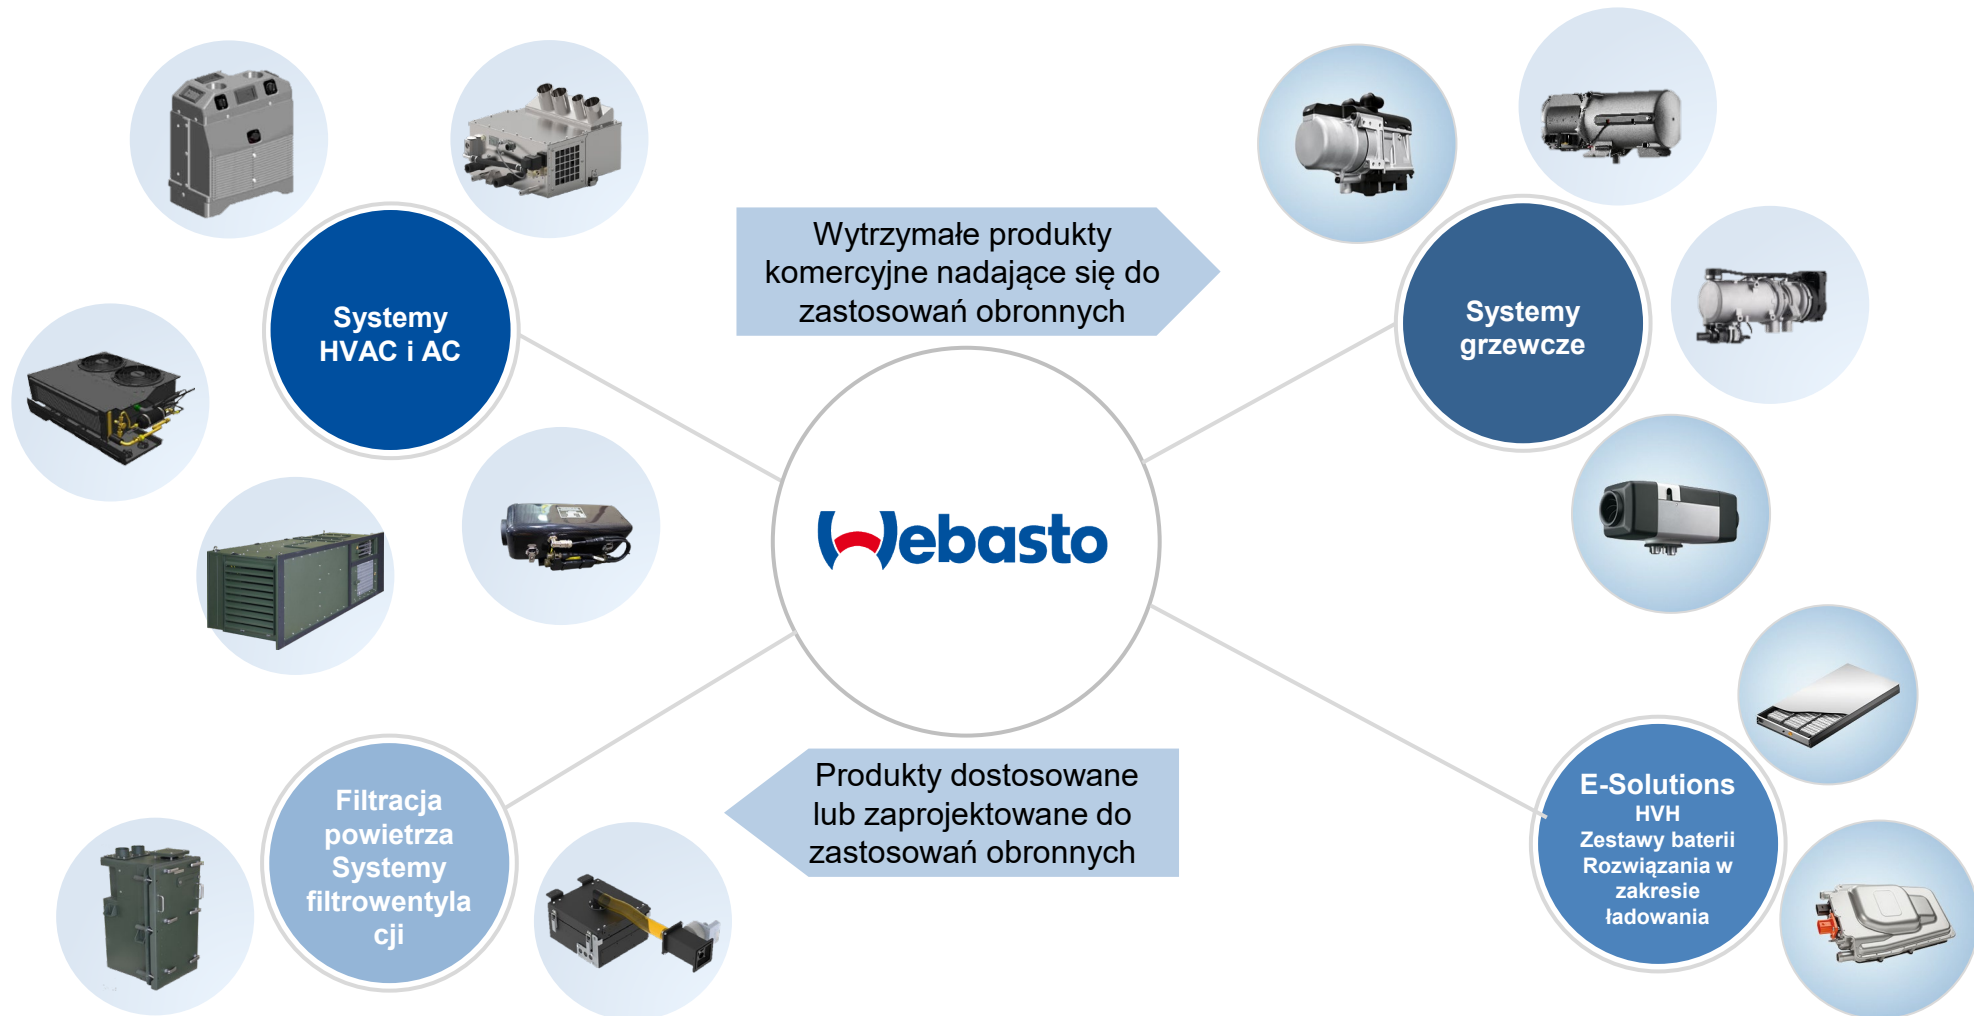 Wytrzymałe produkty
komercyjne nadające się do
zastosowań obronnych
Systemy
HVAC i AC
Systemy
grzewcze
Webasto
Produkty dostosowane
lub zaprojektowane do
zastosowań obronnych
Filtracja
powietrza
Systemy
filtrowentyla
cji
E-Solutions
HVH
Zestawy baterii
Rozwiązania w
zakresie
ładowania